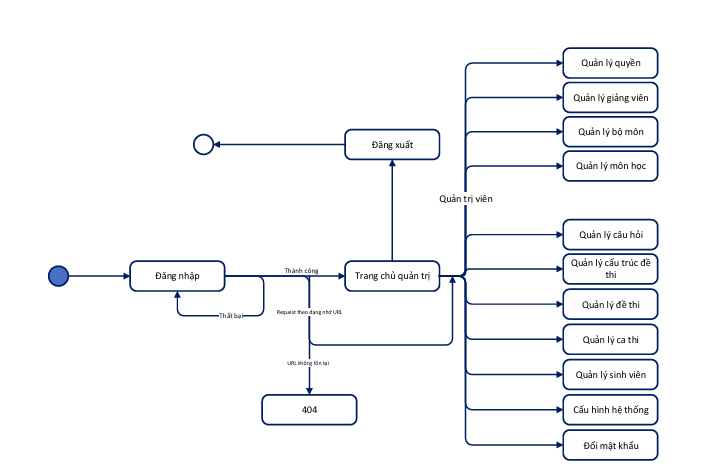 Quản lý quyền
Quản lý giảng viên
Quản lý bộ môn
Đăng xuất
Quản lý môn học
Quản trị viên
Quản lý câu hỏi
Quản lý cấu trúc đề
thi
Thành công
Đăng nhập
Trang chủ quản trị
Quản lý đề thi
Request theo dạng nhớ URL
Thất bại
Quản lý ca thi
URL không tồn tại
Quản lý sinh viên
404
Cấu hình hệ thống
Đổi mật khẩu